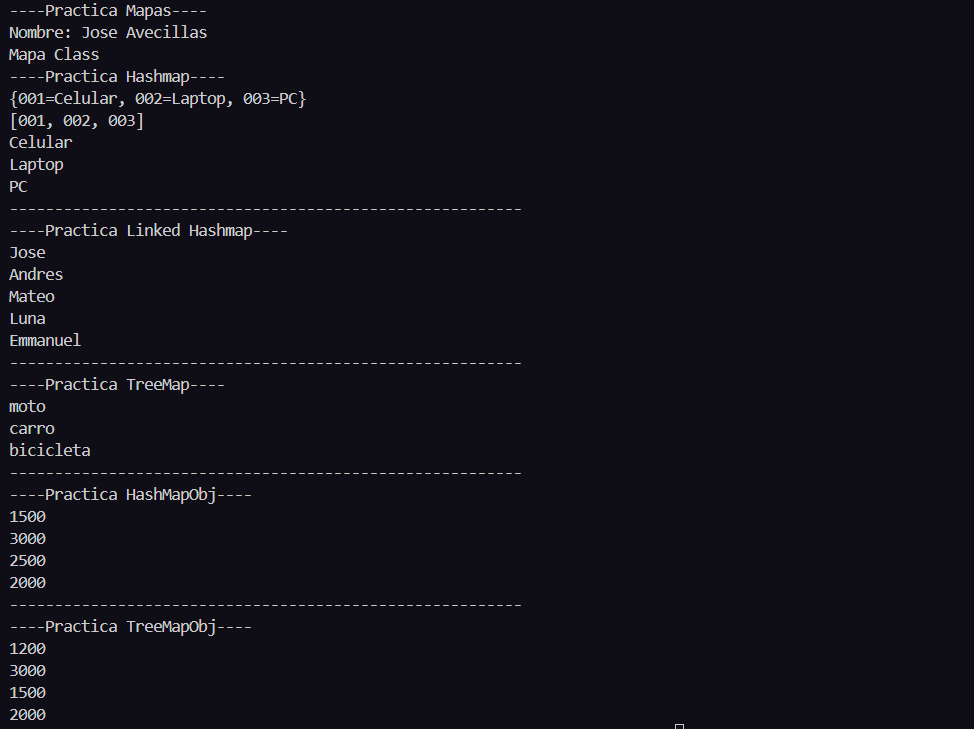 ----Practica Mapas----
Nombre: Jose Avecillas
Mapa Class
----Practica Hashmap----
{001=Celular, 002=Laptop, 003=PC}
[001, 002, 003]
Celular
Laptop
PC
---------------------------------------------------------
----Practica Linked Hashmap----
Jose
Andres
Mateo
Luna
Emmanuel
---------------------------------------------------------
----Practica TreeMap----
moto
carro
bicicleta
---------------------------------------------------------
----Practica HashMapObj----
1500
3000
2500
2000
---------------------------------------------------------
----Practica TreeMapObj----
1200
3000
1500
2000